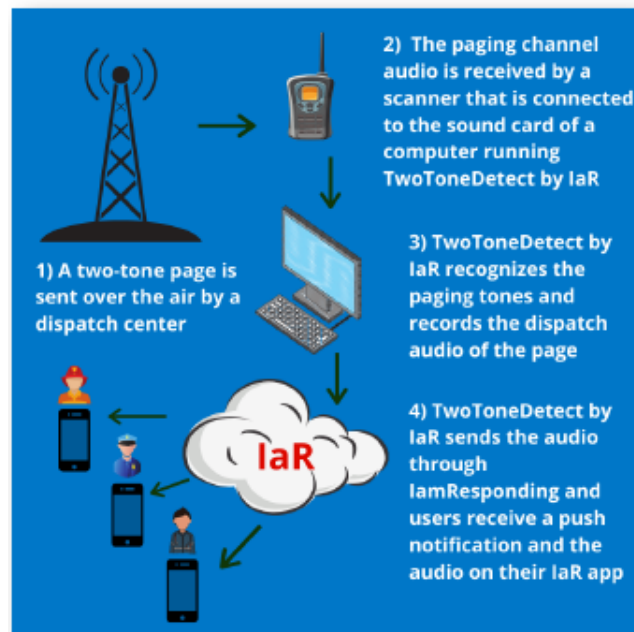 2) The paging channel
audio is received by a
scanner that is connected
to the sound card of a
computer running
TwoToneDetect by IaR
1) A two-tone page is
sent over the air by a
dispatch center
3) TwoToneDetect by
IaR recognizes the
paging tones and
records the dispatch
audio of the page
IaR
4) TwoToneDetect by
IaR sends the audio
through
IamResponding and
users receive a push
notification and the
audio on their IaR app